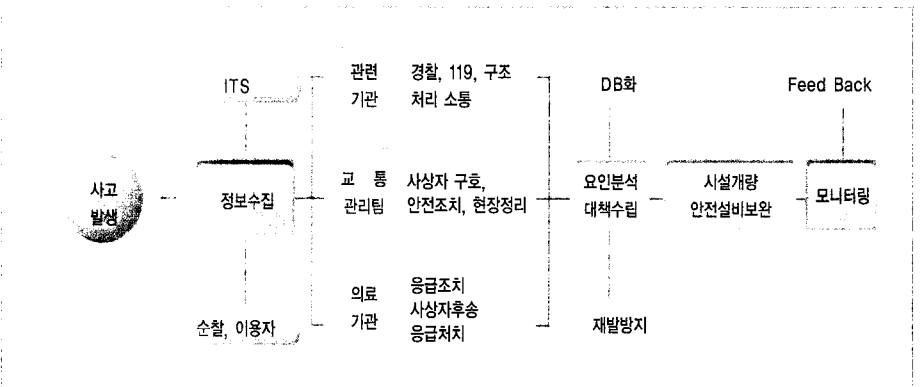 ITS
관련 경찰, 119, 구조
기관 처리 소통
DB화
Feed Back
사고
발생
정보수집
교 통 사상자 구호,
관리팀 안전조치, 현장정리
요인분석
대책수립
시설개량
안전설비보완
모니터링
순찰, 이용자
의료
기관
응급조치
사상자후송
응급처치
재발방지